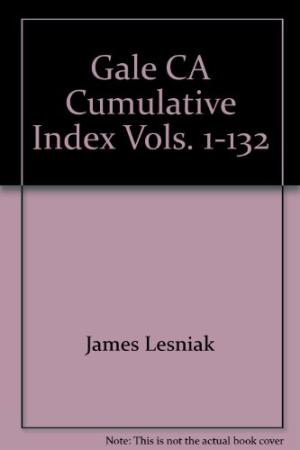 Gale CA
Cumulative
Index Vols. 1-132
James Lesniak
Note: This is not the actual book cover